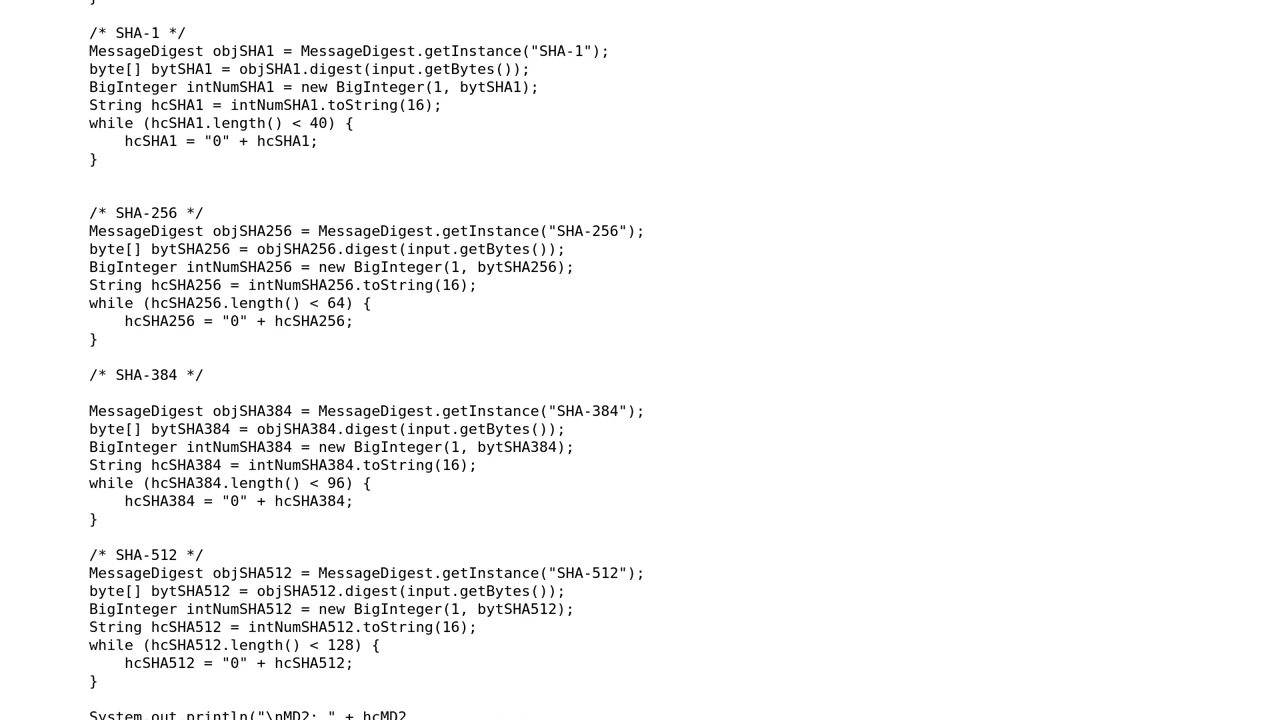 }
/* SHA-1 */
MessageDigest objSHA1 = MessageDigest.getInstance("SHA-1");
byte[] bytSHA1 = objSHA1.digest(input.getBytes());
BigInteger intNumSHA1 = new BigInteger(1, bytSHA1);
String hcSHA1 = intNumSHA1.toString(16);
while (hcSHA1.length() < 40) {
    hcSHA1 = "0" + hcSHA1;
}
/* SHA-256 */
MessageDigest objSHA256 = MessageDigest.getInstance("SHA-256");
byte[] bytSHA256 = objSHA256.digest(input.getBytes());
BigInteger intNumSHA256 = new BigInteger(1, bytSHA256);
String hcSHA256 = intNumSHA256.toString(16);
while (hcSHA256.length() < 64) {
    hcSHA256 = "0" + hcSHA256;
}
/* SHA-384 */
MessageDigest objSHA384 = MessageDigest.getInstance("SHA-384");
byte[] bytSHA384 = objSHA384.digest(input.getBytes());
BigInteger intNumSHA384 = new BigInteger(1, bytSHA384);
String hcSHA384 = intNumSHA384.toString(16);
while (hcSHA384.length() < 96) {
    hcSHA384 = "0" + hcSHA384;
}
/* SHA-512 */
MessageDigest objSHA512 = MessageDigest.getInstance("SHA-512");
byte[] bytSHA512 = objSHA512.digest(input.getBytes());
BigInteger intNumSHA512 = new BigInteger(1, bytSHA512);
String hcSHA512 = intNumSHA512.toString(16);
while (hcSHA512.length() < 128) {
    hcSHA512 = "0" + hcSHA512;
}
System.out.println("\nMD2: " + hcMD2